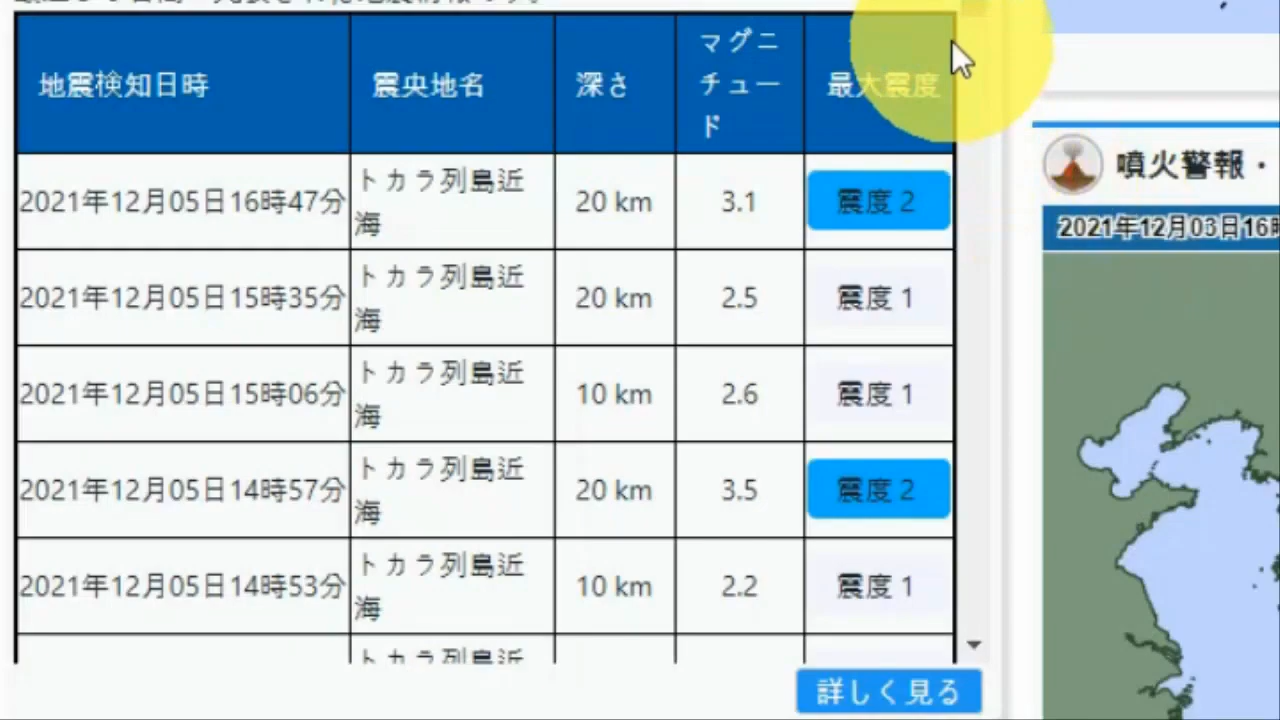 地震検知日時 震央地名 深さ マグニ
チュー
ド 最大震度
2021年12月05日16時47分 トカラ列島近
海 20 km 3.1 震度 2
2021年12月05日15時35分 トカラ列島近
海 20 km 2.5 震度 1
2021年12月05日15時06分 トカラ列島近
海 10 km 2.6 震度 1
2021年12月05日14時57分 トカラ列島近
海 20 km 3.5 震度 2
2021年12月05日14時53分 トカラ列島近
海 10 km 2.2 震度 1
トカラ列島近
詳しく見る
噴火警報・
2021年12月03日16時